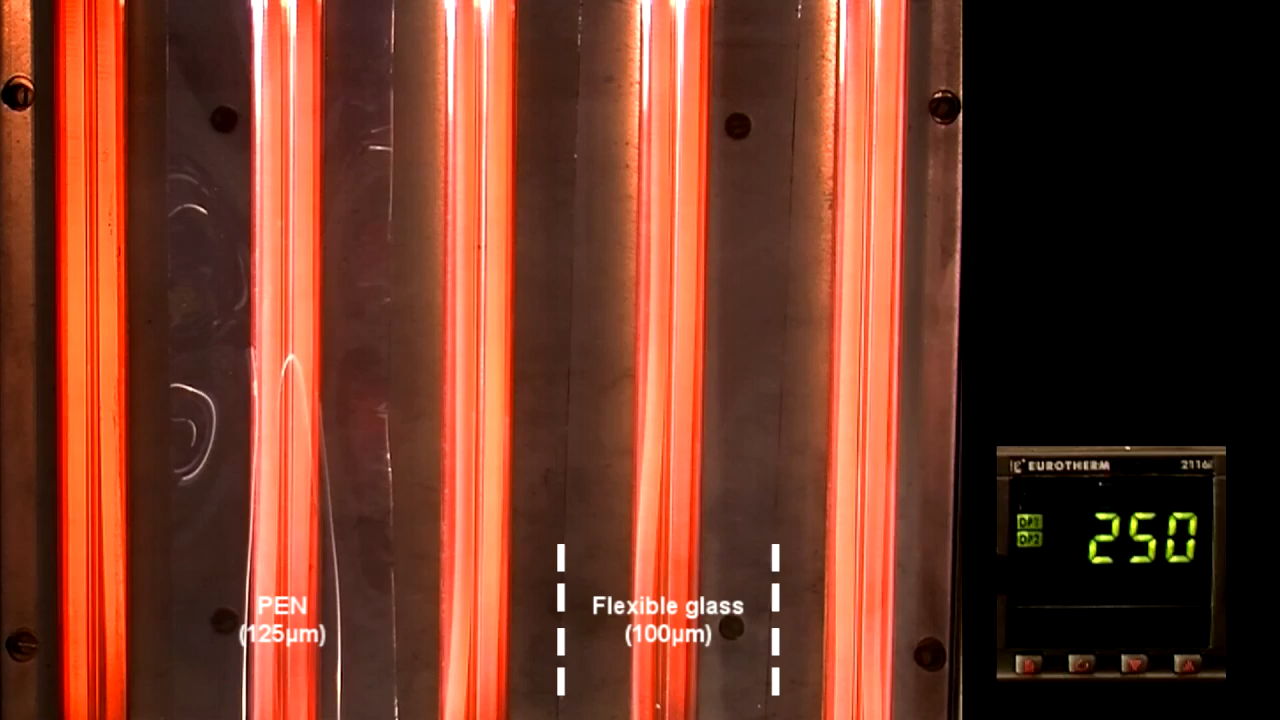 PEN
(125µm)
Flexible glass
(100µm)
EUROTHERM
2116i
OP1
OP2
250